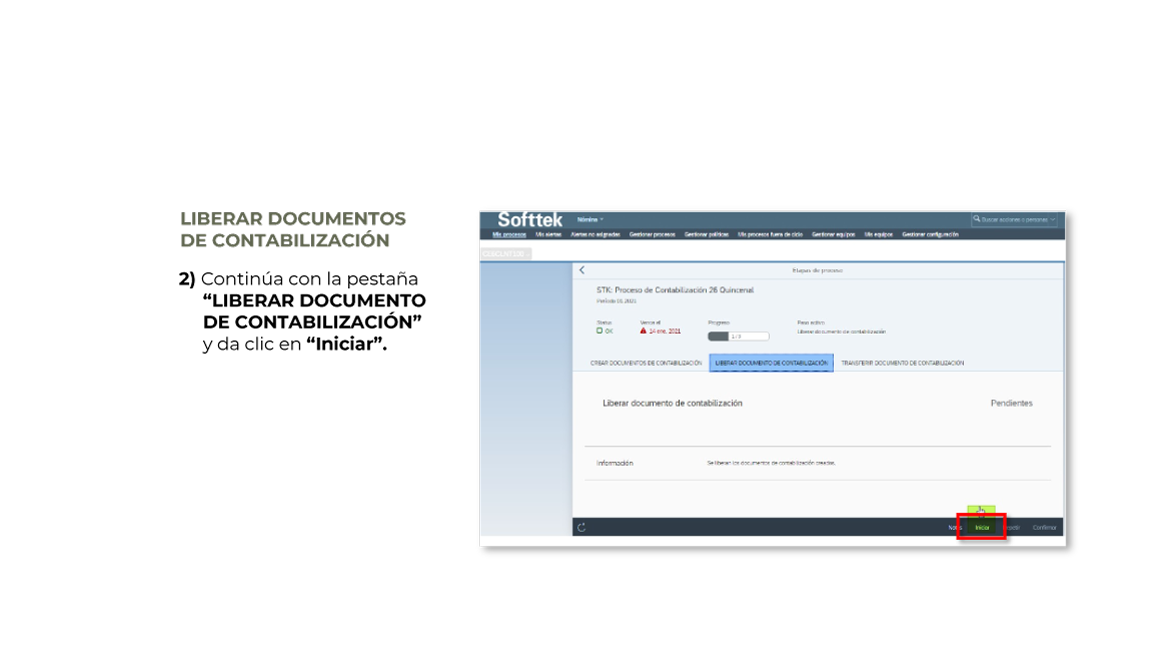 LIBERAR DOCUMENTOS
DE CONTABILIZACIÓN
2) Continúa con la pestaña
“LIBERAR DOCUMENTO
DE CONTABILIZACIÓN”
y da clic en “Iniciar”.
Softtek Nómina
Buscar acciones o personas
Mis procesos Mis alertas Alertas no asignadas Gestionar procesos Gestionar políticas Mis procesos fuera de ciclo Gestionar equipos Mis equipos Gestionar configuración
Etapas de proceso
STK: Proceso de Contabilización 26 Quincenal
Período 01.2021
Status Vence el Progreso Paso activo
OK 14 ene. 2021 1 / 3 Liberar documento de contabilización
CREAR DOCUMENTOS DE CONTABILIZACIÓN LIBERAR DOCUMENTO DE CONTABILIZACIÓN TRANSFERIR DOCUMENTO DE CONTABILIZACIÓN
Liberar documento de contabilización Pendientes
Información Se liberan los documentos de contabilización creados.
Iniciar Confirmar